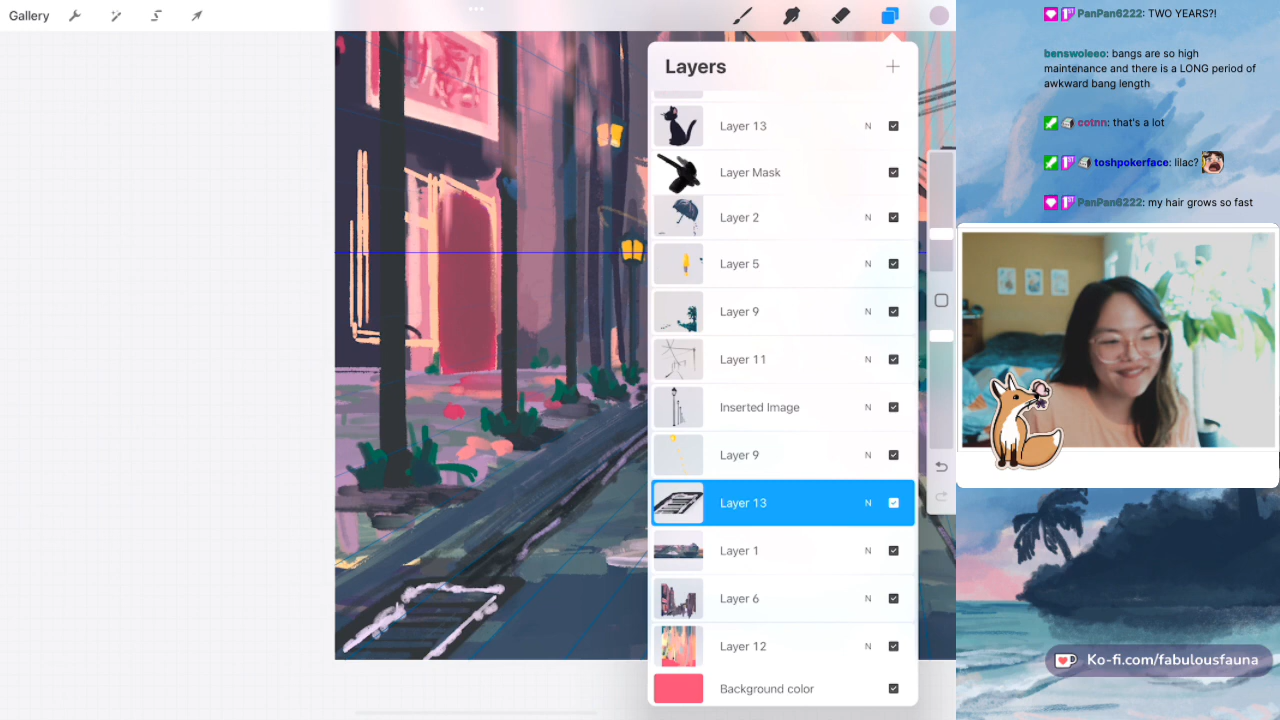 Gallery
Layers
Layer 13 N
Layer Mask
Layer 2 N
Layer 5 N
Layer 9 N
Layer 11 N
Inserted Image N
Layer 9 N
Layer 13 N
Layer 1 N
Layer 6 N
Layer 12 N
Background color
PanPan6222: TWO YEARS?!
benswoleeo: bangs are so high
maintenance and there is a LONG period of
awkward bang length
cotnn: that's a lot
toshpokerface: lilac?
PanPan6222: my hair grows so fast
Ko-fi.com/fabulousfauna